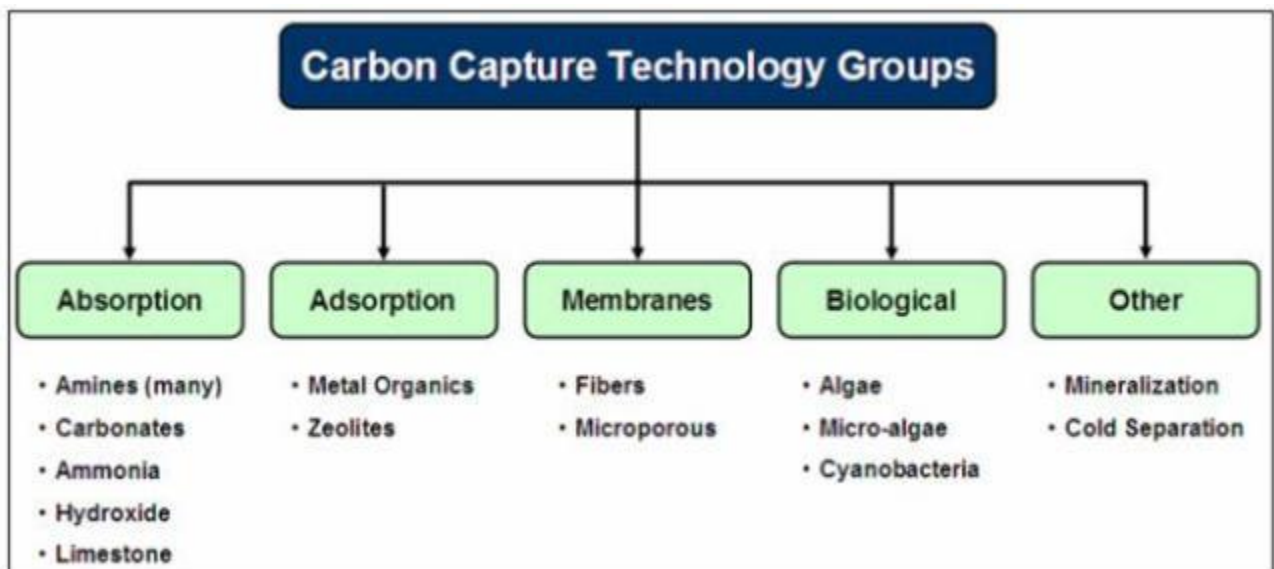 Carbon Capture Technology Groups
Absorption
• Amines (many)
• Carbonates
• Ammonia
• Hydroxide
• Limestone
Adsorption
• Metal Organics
• Zeolites
Membranes
• Fibers
• Microporous
Biological
• Algae
• Micro-algae
• Cyanobacteria
Other
• Mineralization
• Cold Separation